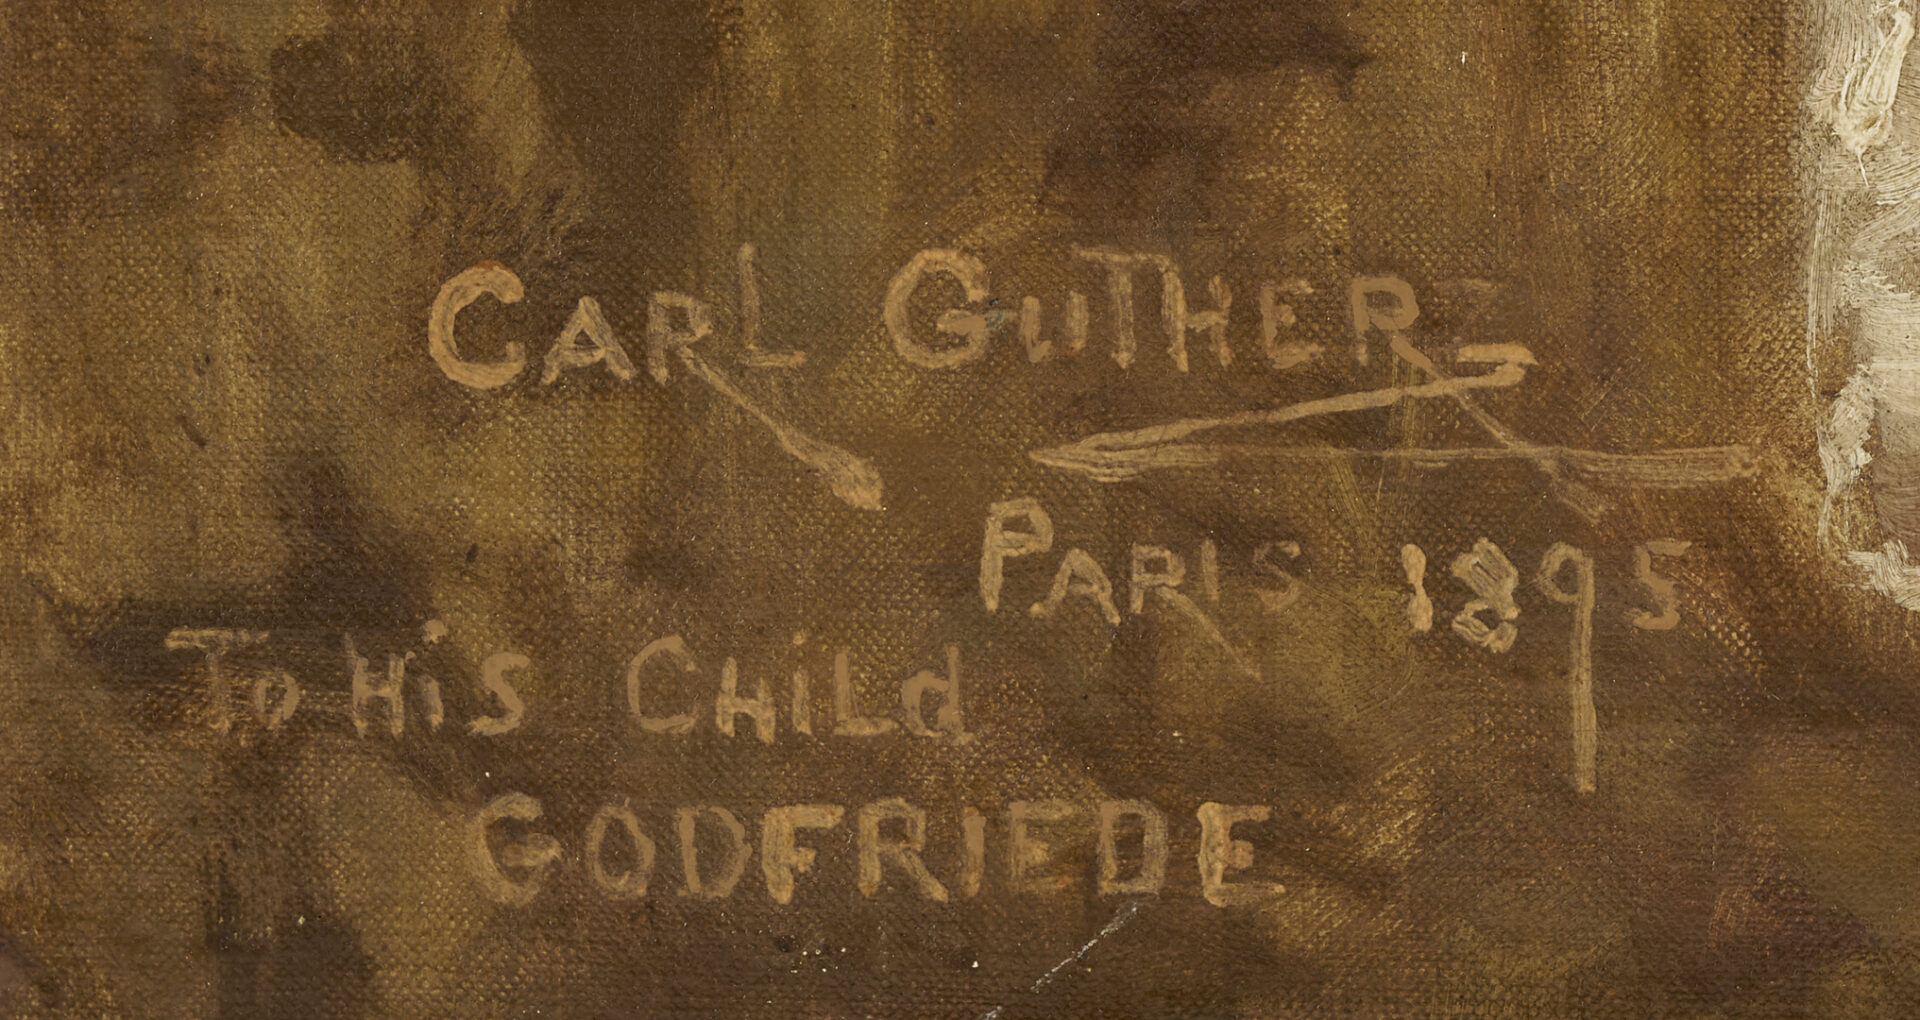 CARL GUTHERZ
PARIS 1895
To HiS CHiLd
GODFRIEDE